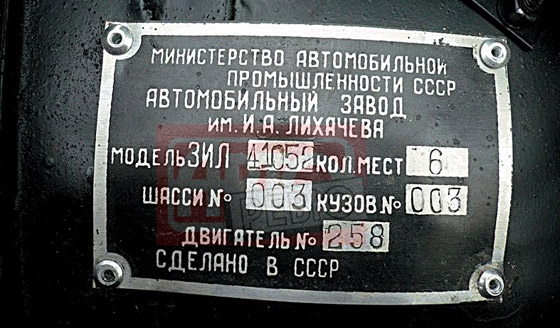 МИНИСТЕРСТВО АВТОМОБИЛЬНОЙ
ПРОМЫШЛЕННОСТИ СССР
АВТОМОБИЛЬНЫЙ ЗАВОД
ИМ. И.А. ЛИХАЧЕВА
МОДЕЛЬ ЗИЛ 41052 КОЛ. МЕСТ 6
ШАССИ № 003 КУЗОВ № 003
ДВИГАТЕЛЬ № 258
СДЕЛАНО В СССР